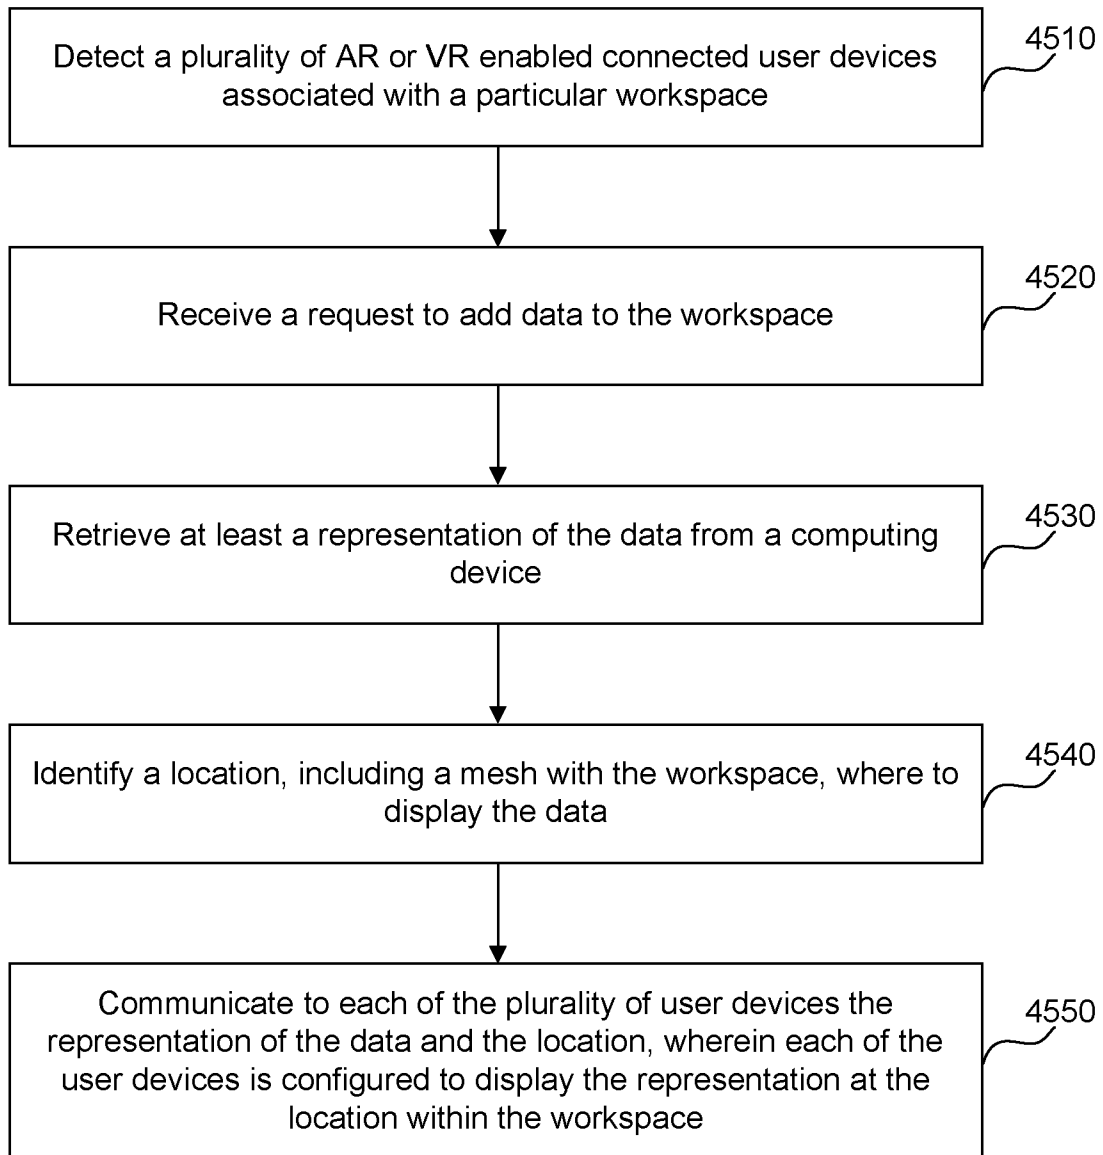 Detect a plurality of AR or VR enabled connected user devices
associated with a particular workspace
4510
Receive a request to add data to the workspace
4520
Retrieve at least a representation of the data from a computing
device
4530
Identify a location, including a mesh with the workspace, where to
display the data
4540
Communicate to each of the plurality of user devices the
representation of the data and the location, wherein each of the
user devices is configured to display the representation at the
location within the workspace
4550